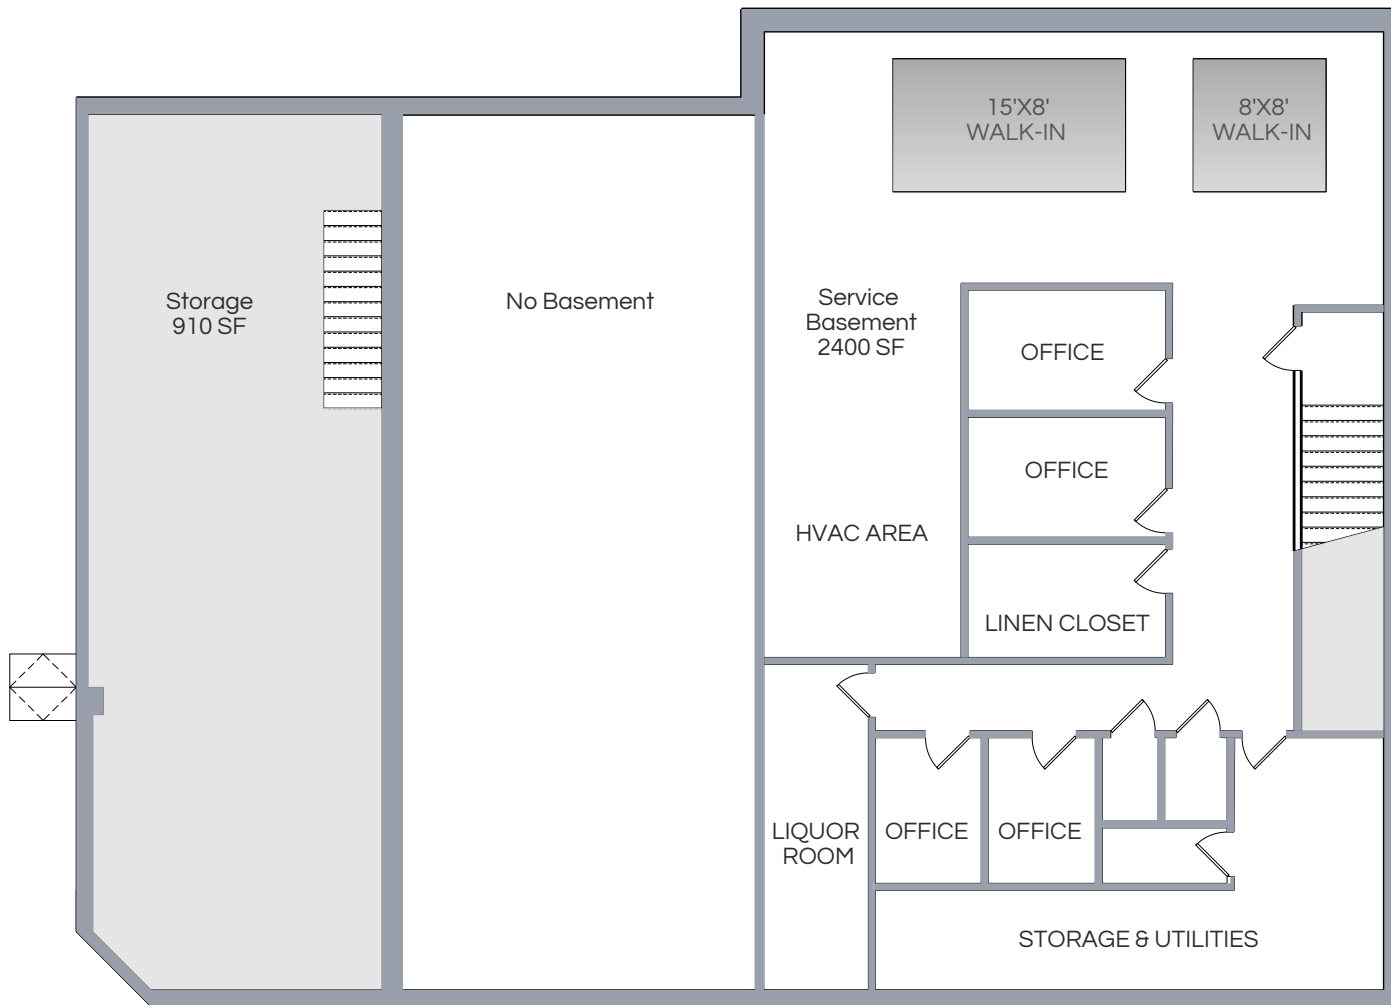 15'X8'
WALK-IN
8'X8'
WALK-IN
Storage
910 SF
No Basement
Service
Basement
2400 SF
OFFICE
OFFICE
HVAC AREA
LINEN CLOSET
LIQUOR
ROOM
OFFICE
OFFICE
STORAGE & UTILITIES